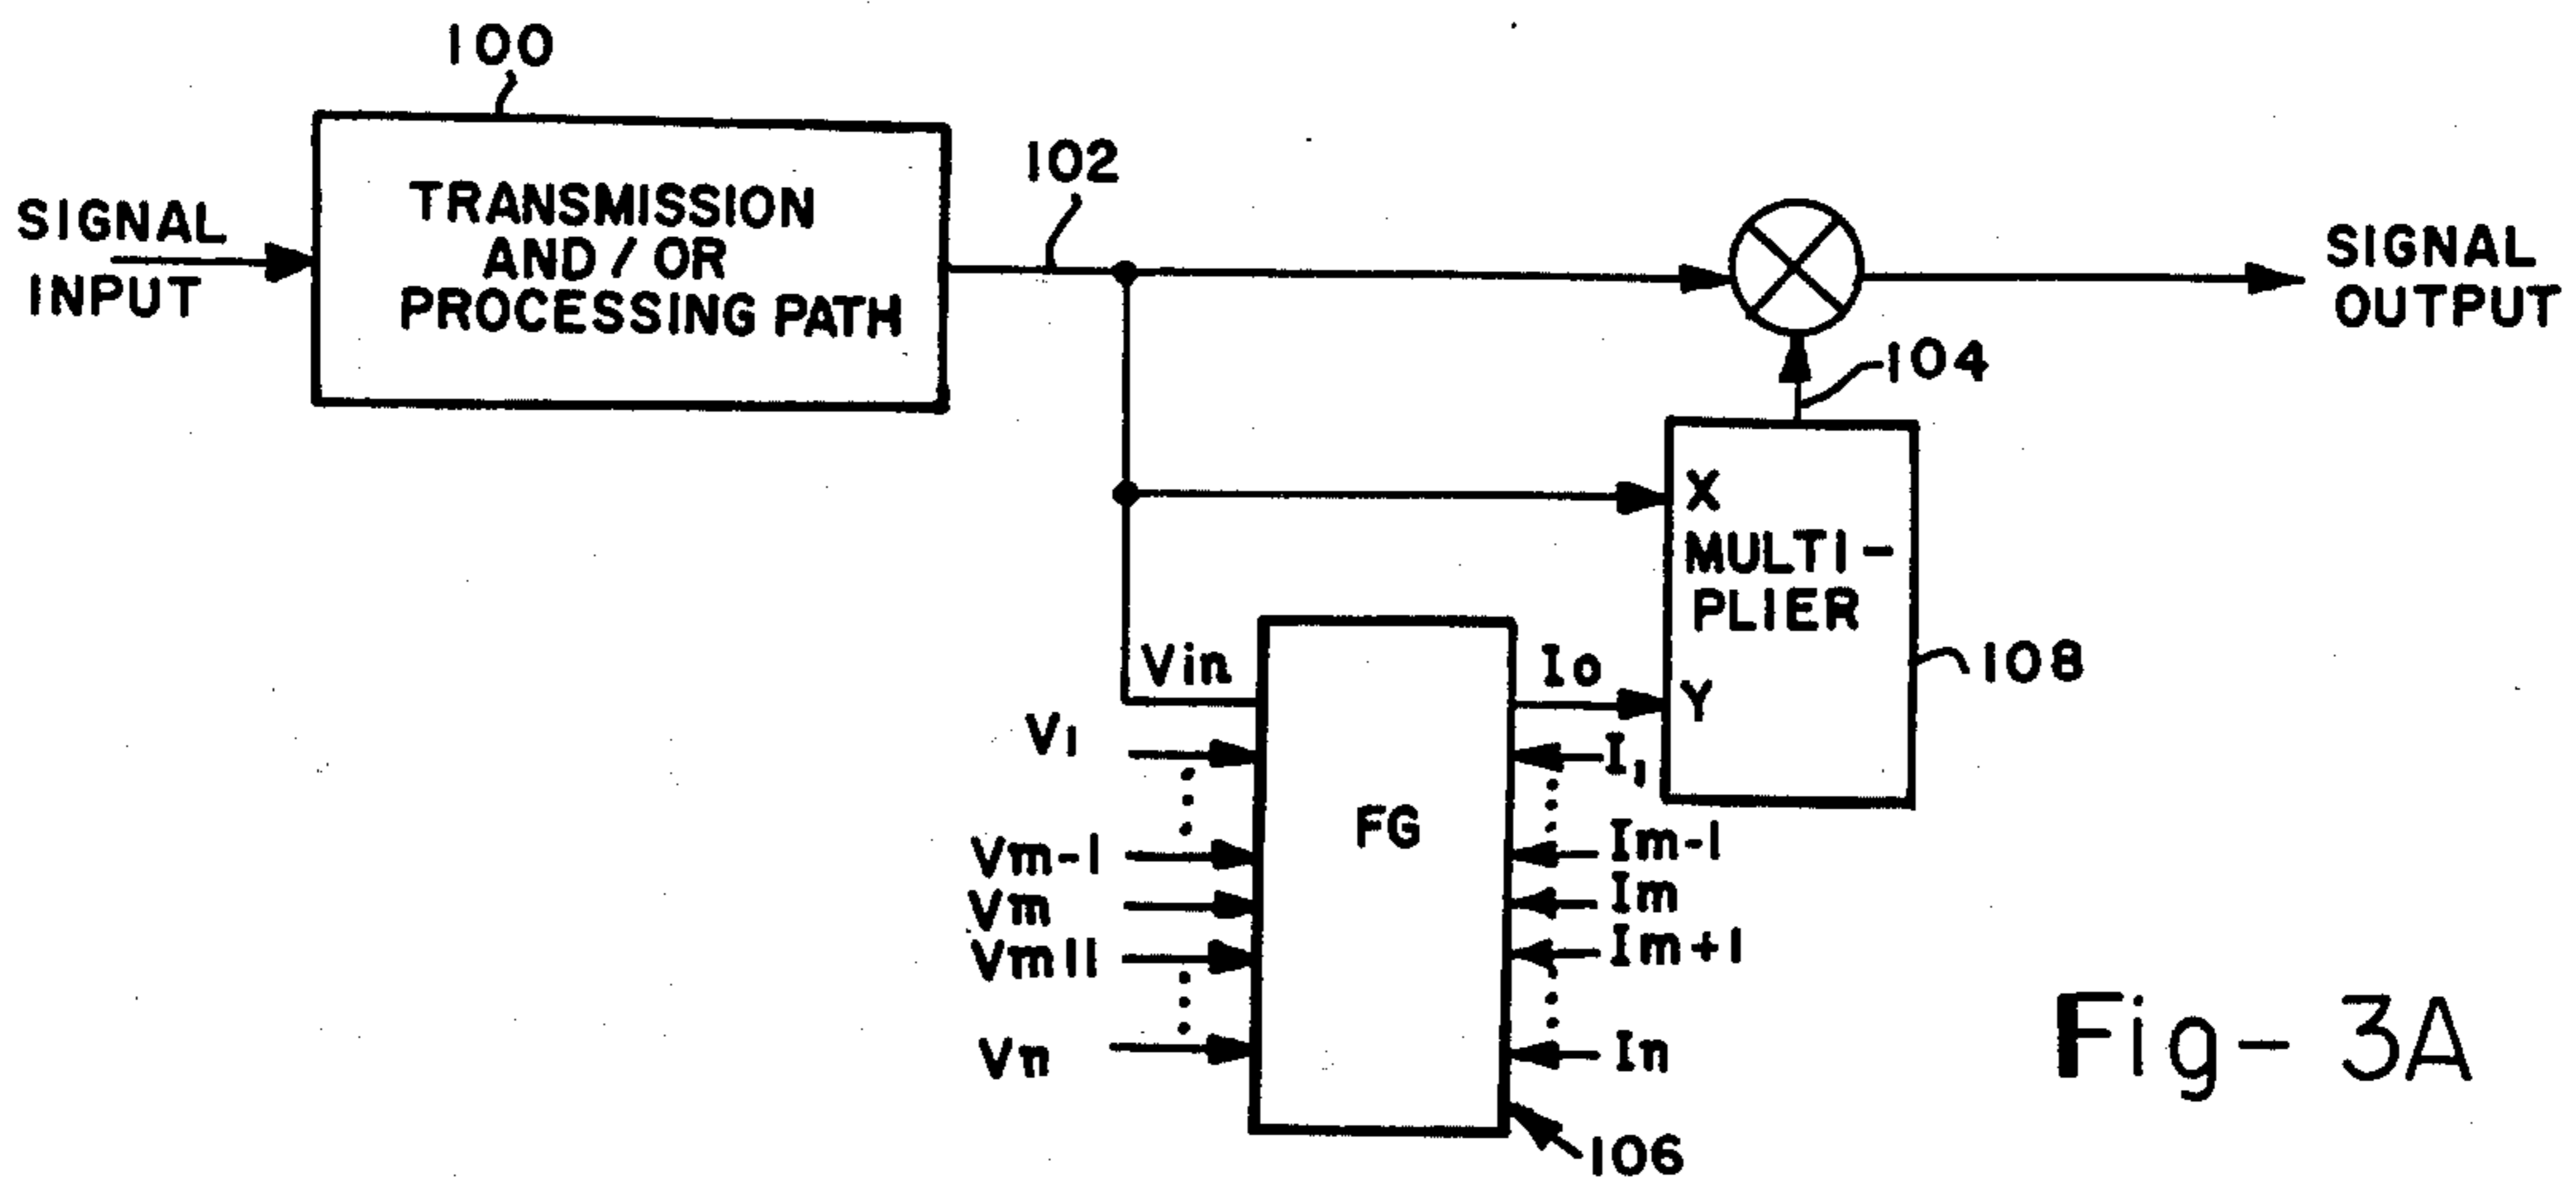 100
102
SIGNAL
INPUT
TRANSMISSION
AND / OR
PROCESSING PATH
SIGNAL
OUTPUT
104
X
MULTI-
PLIER
Y
108
Vin
Io
V1
I1
FG
Vm-1
Im-1
Vm
Im
Vm11
Im+1
Vn
In
106
Fig- 3A